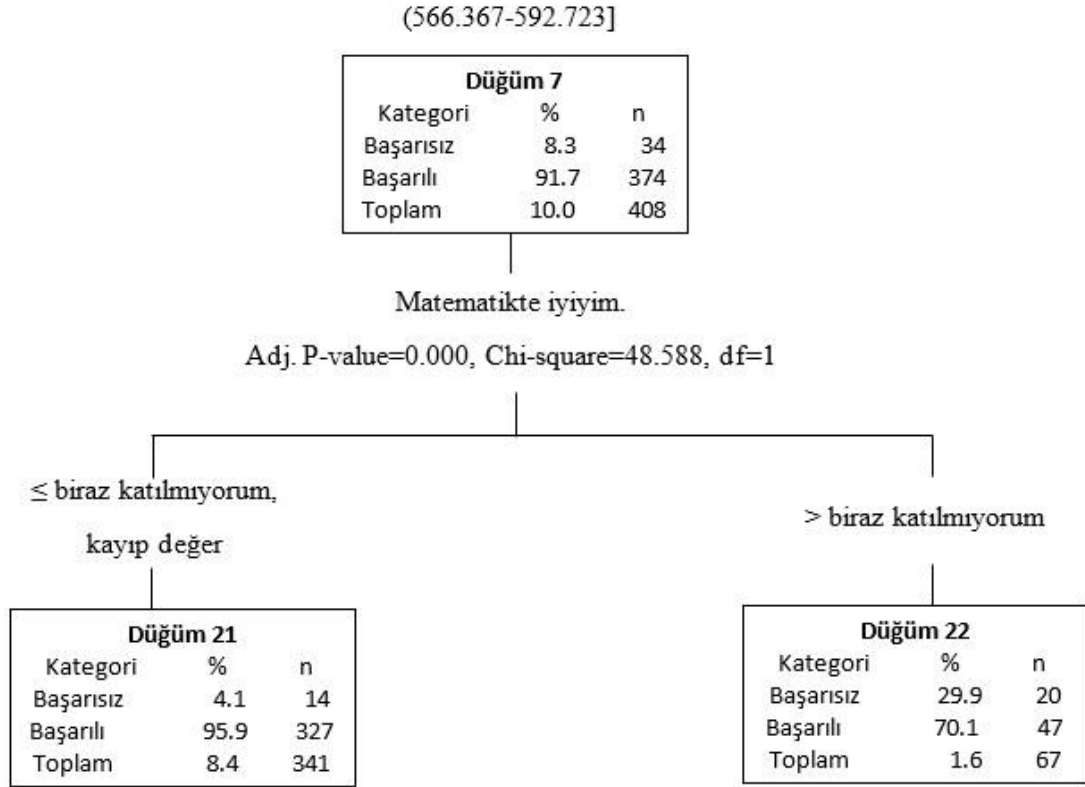 (566.367-592.723]
Düğüm 7
Kategori % n
Başarısız 8.3 34
Başarılı 91.7 374
Toplam 10.0 408
Matematikte iyiyim.
Adj. P-value=0.000, Chi-square=48.588, df=1
≤ biraz katılmıyorum,
kayıp değer
> biraz katılmıyorum
Düğüm 21
Kategori % n
Başarısız 4.1 14
Başarılı 95.9 327
Toplam 8.4 341
Düğüm 22
Kategori % n
Başarısız 29.9 20
Başarılı 70.1 47
Toplam 1.6 67